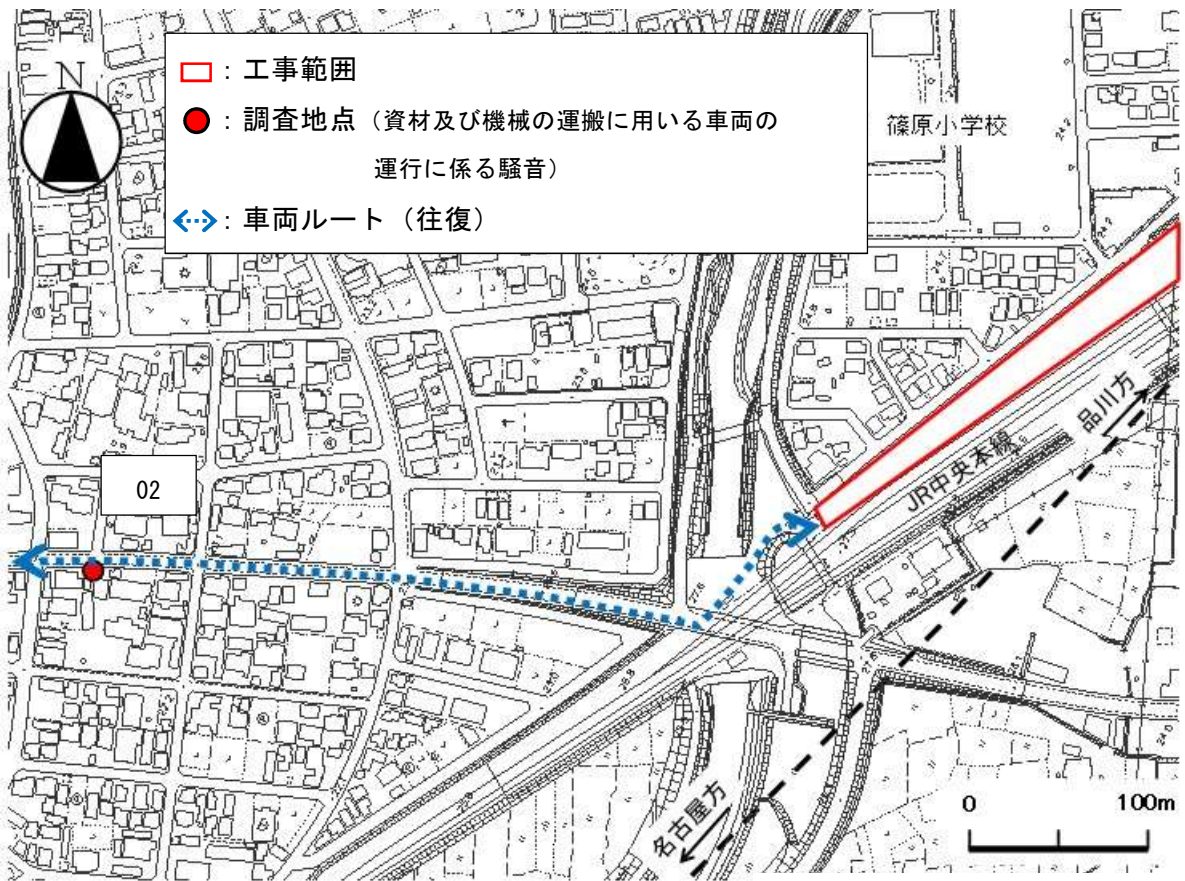 N
：工事範囲
：調査地点（資材及び機械の運搬に用いる車両の
運行に係る騒音）
：車両ルート（往復）
篠原小学校
24.2
品川方
JR中央本線
02
名古屋方
0 100m